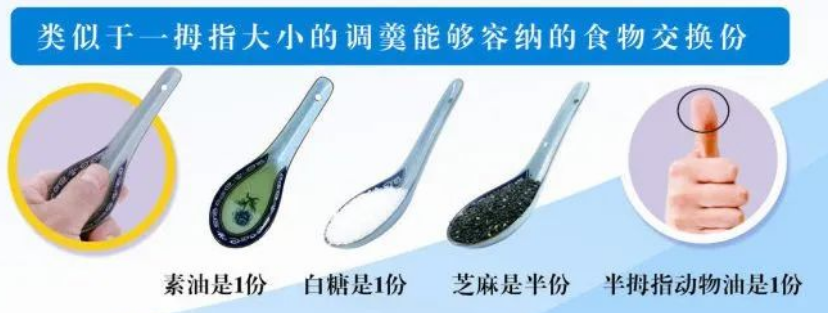 类似于一拇指大小的调羹能够容纳的食物交换份
素油是1份
白糖是1份
芝麻是半份
半拇指动物油是1份